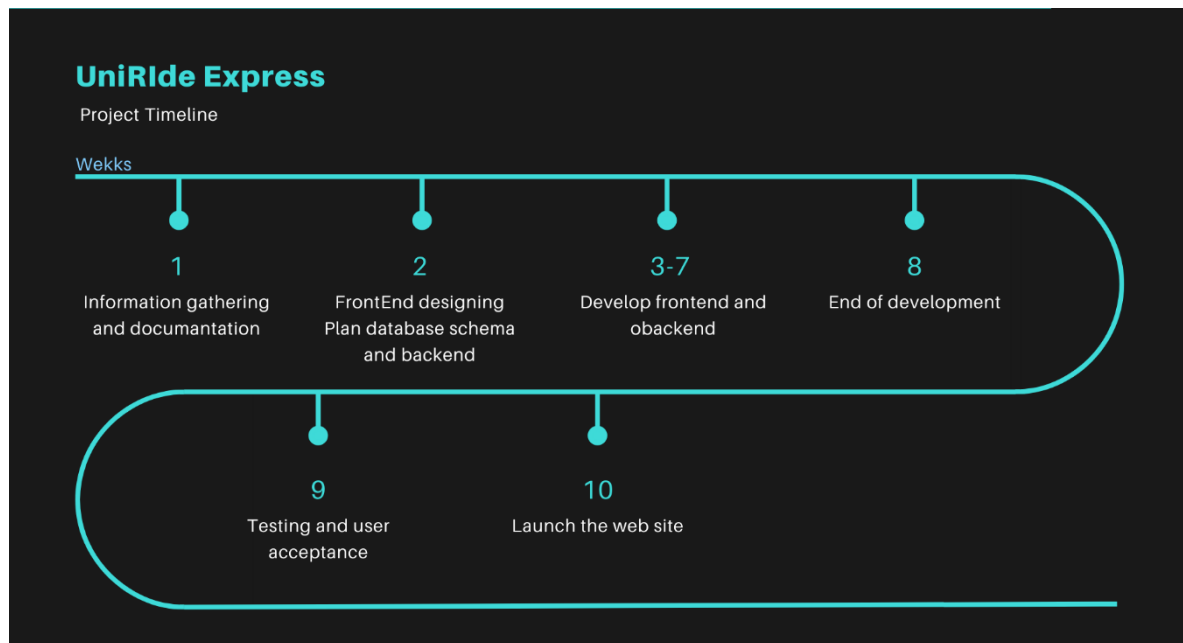 UniRIde Express
Project Timeline
Wekks
1
Information gathering
and documantation
2
FrontEnd designing
Plan database schema
and backend
3-7
Develop frontend and
obackend
8
End of development
9
Testing and user
acceptance
10
Launch the web site